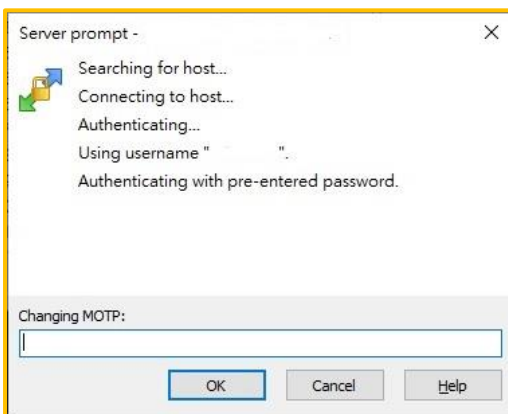 Server prompt -
Searching for host...
Connecting to host...
Authenticating...
Using username " ".
Authenticating with pre-entered password.
Changing MOTP:
OK Cancel Help